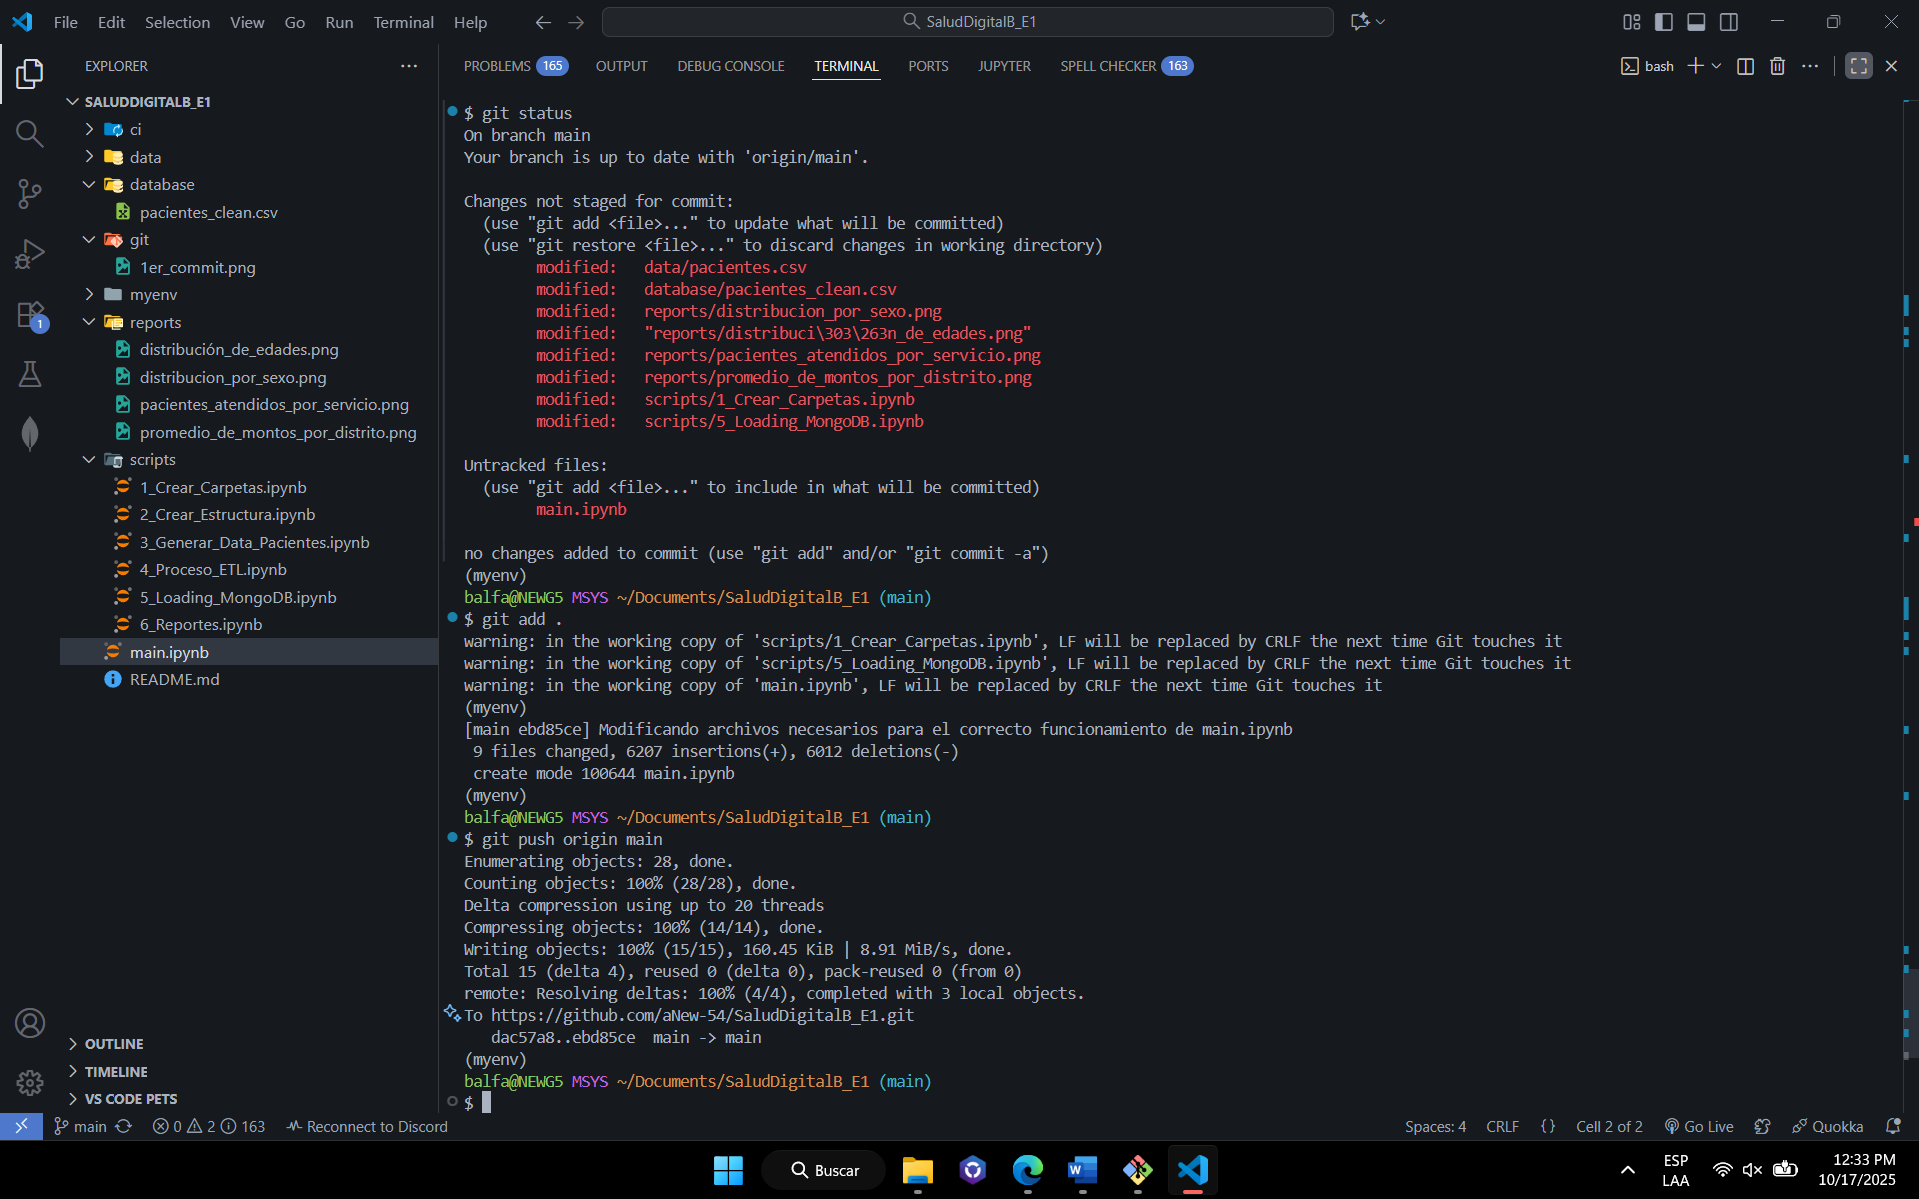 File Edit Selection View Go Run Terminal Help
SaludDigitalB_E1
EXPLORER
SALUDDIGITALB_E1
ci
data
database
pacientes_clean.csv
git
1er_commit.png
myenv
reports
distribución_de_edades.png
distribucion_por_sexo.png
pacientes_atendidos_por_servicio.png
promedio_de_montos_por_distrito.png
scripts
1_Crear_Carpetas.ipynb
2_Crear_Estructura.ipynb
3_Generar_Data_Pacientes.ipynb
4_Proceso_ETL.ipynb
5_Loading_MongoDB.ipynb
6_Reportes.ipynb
main.ipynb
README.md
OUTLINE
TIMELINE
VS CODE PETS
1
PROBLEMS 165 OUTPUT DEBUG CONSOLE TERMINAL PORTS JUPYTER SPELL CHECKER 163
bash
$ git status
On branch main
Your branch is up to date with 'origin/main'.
Changes not staged for commit:
(use "git add <file>..." to update what will be committed)
(use "git restore <file>..." to discard changes in working directory)
modified: data/pacientes.csv
modified: database/pacientes_clean.csv
modified: reports/distribucion_por_sexo.png
modified: "reports/distribuci\303\263n_de_edades.png"
modified: reports/pacientes_atendidos_por_servicio.png
modified: reports/promedio_de_montos_por_distrito.png
modified: scripts/1_Crear_Carpetas.ipynb
modified: scripts/5_Loading_MongoDB.ipynb
Untracked files:
(use "git add <file>..." to include in what will be committed)
main.ipynb
no changes added to commit (use "git add" and/or "git commit -a")
(myenv)
balfa@NEWG5 MSYS ~/Documents/SaludDigitalB_E1 (main)
$ git add .
warning: in the working copy of 'scripts/1_Crear_Carpetas.ipynb', LF will be replaced by CRLF the next time Git touches it
warning: in the working copy of 'scripts/5_Loading_MongoDB.ipynb', LF will be replaced by CRLF the next time Git touches it
warning: in the working copy of 'main.ipynb', LF will be replaced by CRLF the next time Git touches it
(myenv)
[main ebd85ce] Modificando archivos necesarios para el correcto funcionamiento de main.ipynb
9 files changed, 6207 insertions(+), 6012 deletions(-)
create mode 100644 main.ipynb
(myenv)
balfa@NEWG5 MSYS ~/Documents/SaludDigitalB_E1 (main)
$ git push origin main
Enumerating objects: 28, done.
Counting objects: 100% (28/28), done.
Delta compression using up to 20 threads
Compressing objects: 100% (14/14), done.
Writing objects: 100% (15/15), 160.45 KiB | 8.91 MiB/s, done.
Total 15 (delta 4), reused 0 (delta 0), pack-reused 0 (from 0)
remote: Resolving deltas: 100% (4/4), completed with 3 local objects.
To https://github.com/aNew-54/SaludDigitalB_E1.git
dac57a8..ebd85ce main -> main
(myenv)
balfa@NEWG5 MSYS ~/Documents/SaludDigitalB_E1 (main)
$
main 0 2 163 Reconnect to Discord
Spaces: 4 CRLF {} Cell 2 of 2 Go Live Quokka
Buscar
ESP
LAA
12:33 PM
10/17/2025